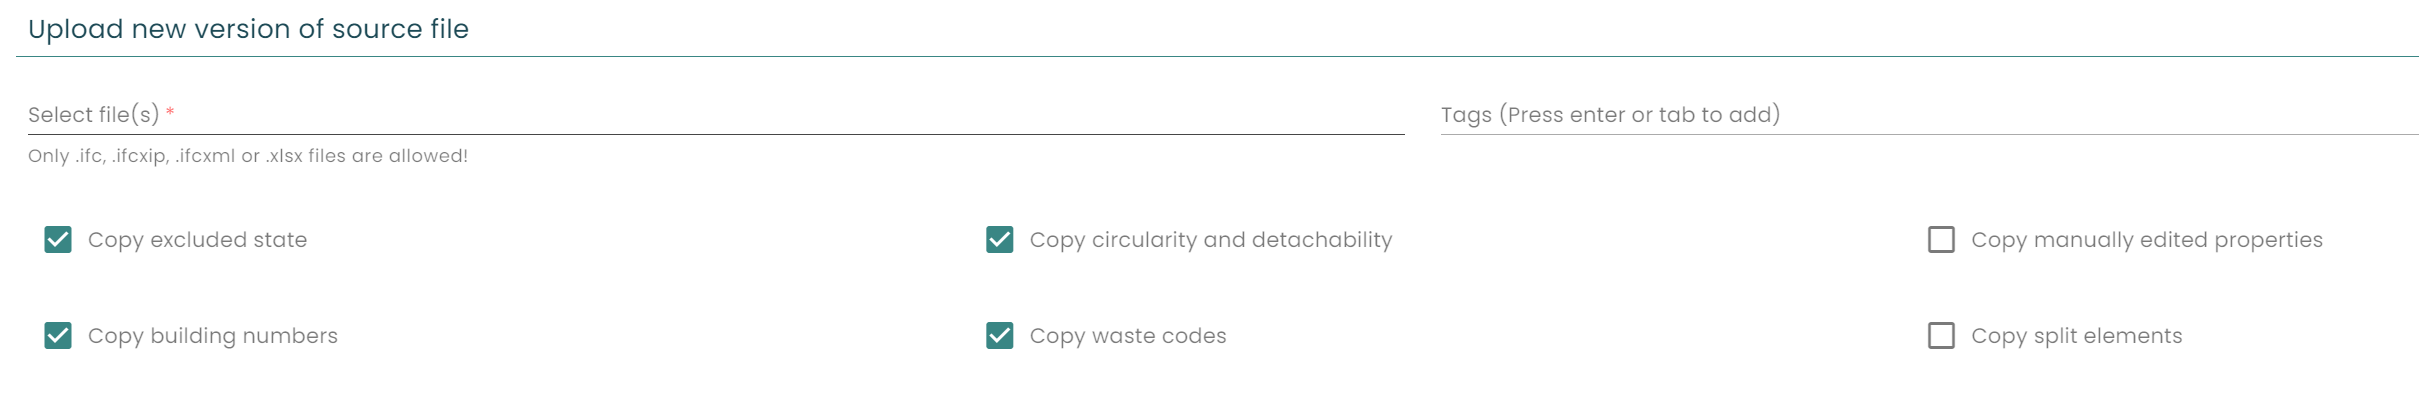 Upload new version of source file
Select file(s) *
Tags (Press enter or tab to add)
Only .ifc, .ifcxip, .ifcxml or .xlsx files are allowed!
Copy excluded state
Copy circularity and detachability
Copy manually edited properties
Copy building numbers
Copy waste codes
Copy split elements